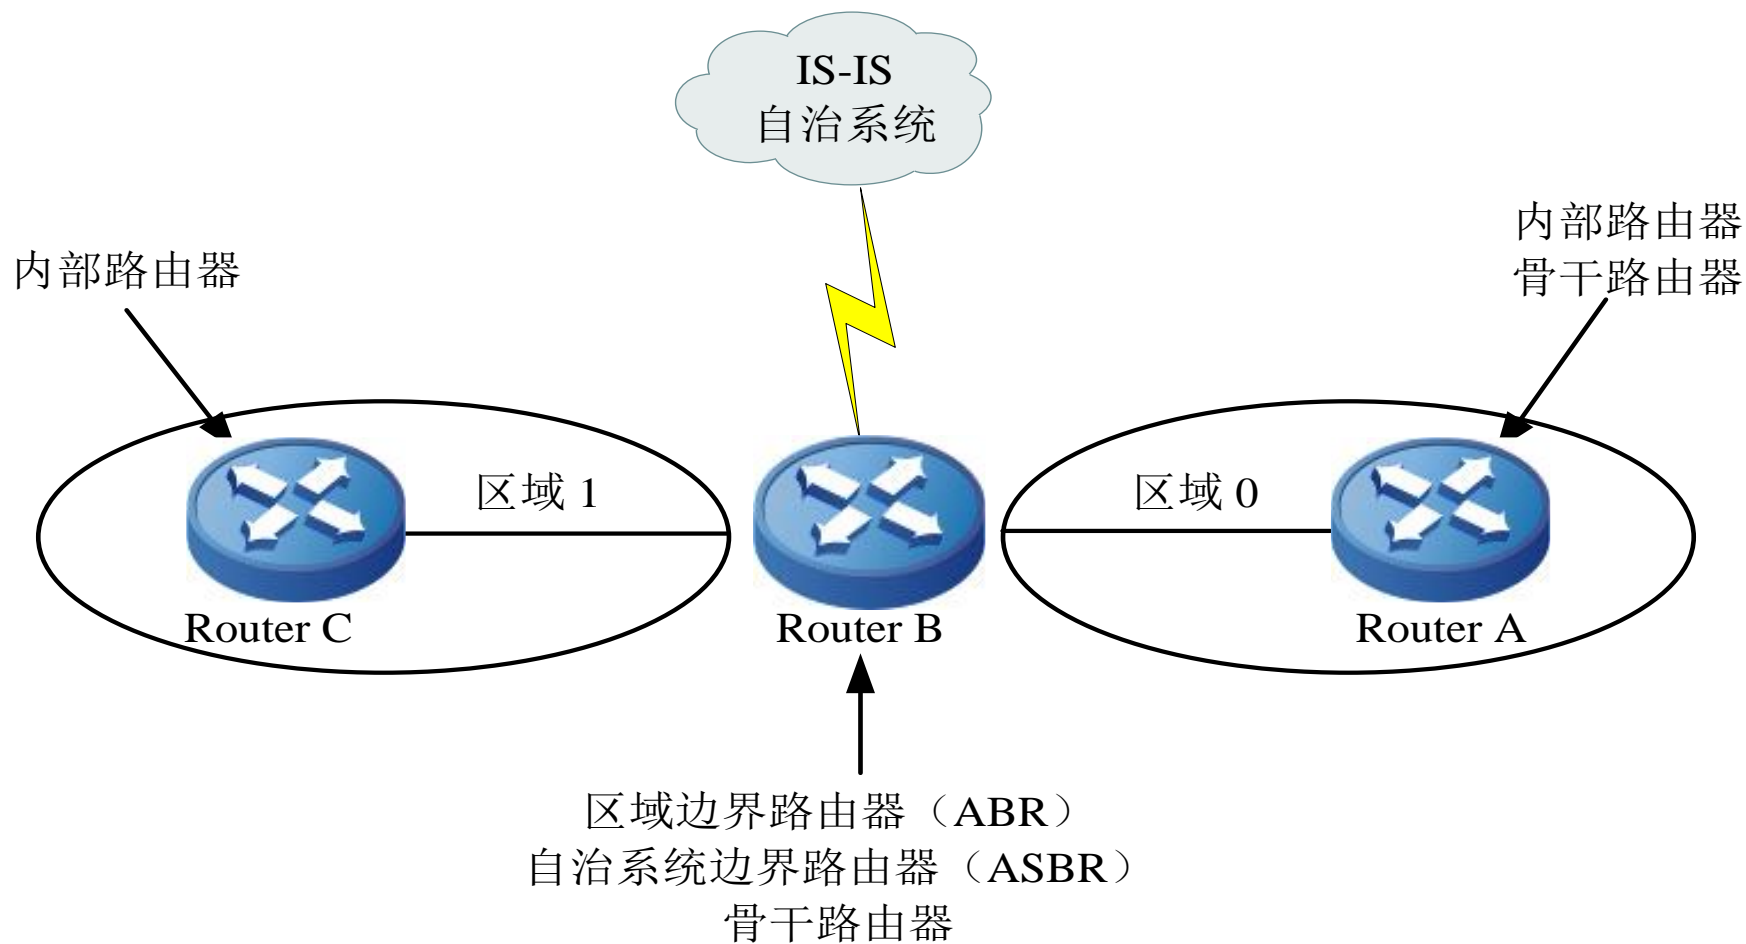 IS-IS
自治系统
内部路由器
内部路由器
骨干路由器
区域 1
区域 0
Router C
Router B
Router A
区域边界路由器（ABR）
自治系统边界路由器（ASBR）
骨干路由器